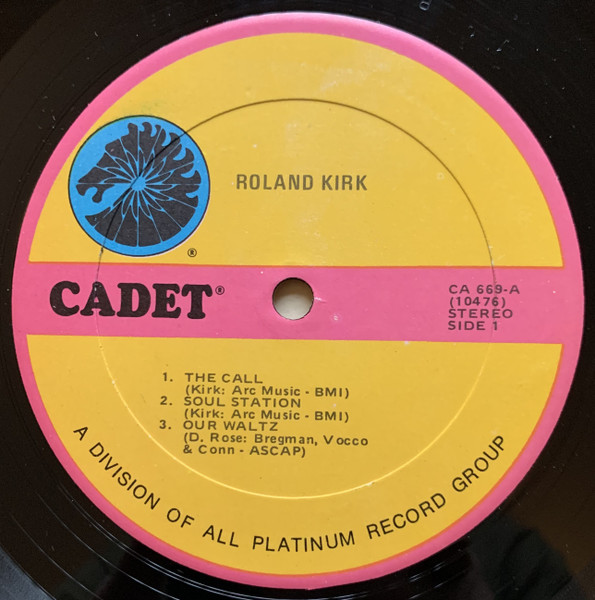 ROLAND KIRK
®
CADET®
CA 669-A
(10476)
STEREO
SIDE 1
1. THE CALL
(Kirk: Arc Music - BMI)
2. SOUL STATION
(Kirk: Arc Music - BMI)
3. OUR WALTZ
(D. Rose: Bregman, Vocco
& Conn - ASCAP)
A DIVISION OF ALL PLATINUM RECORD GROUP